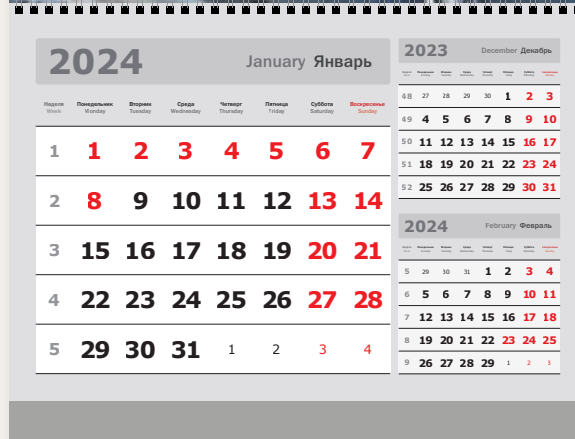 2024 January Январь
Неделя Понедельник Вторник Среда Четверг Пятница Суббота Воскресенье
Week Monday Tuesday Wednesday Thursday Friday Saturday Sunday
1 1 2 3 4 5 6 7
2 8 9 10 11 12 13 14
3 15 16 17 18 19 20 21
4 22 23 24 25 26 27 28
5 29 30 31 1 2 3 4
2023 December Декабрь
48 27 28 29 30 1 2 3
49 4 5 6 7 8 9 10
50 11 12 13 14 15 16 17
51 18 19 20 21 22 23 24
52 25 26 27 28 29 30 31
2024 February Февраль
5 29 30 31 1 2 3 4
6 5 6 7 8 9 10 11
7 12 13 14 15 16 17 18
8 19 20 21 22 23 24 25
9 26 27 28 29 1 2 3